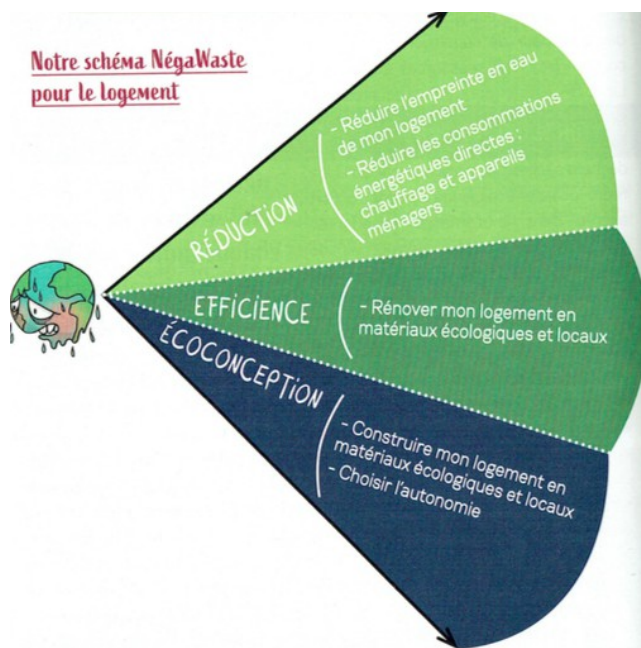 Notre schéma NégaWaste
pour le logement
RÉDUCTION
- Réduire l'empreinte en eau
de mon logement
- Réduire les consommations
énergétiques directes :
chauffage et appareils
ménagers
EFFICIENCE
- Rénover mon logement en
matériaux écologiques et locaux
ÉCOCONCEPTION
- Construire mon logement en
matériaux écologiques et locaux
- Choisir l'autonomie